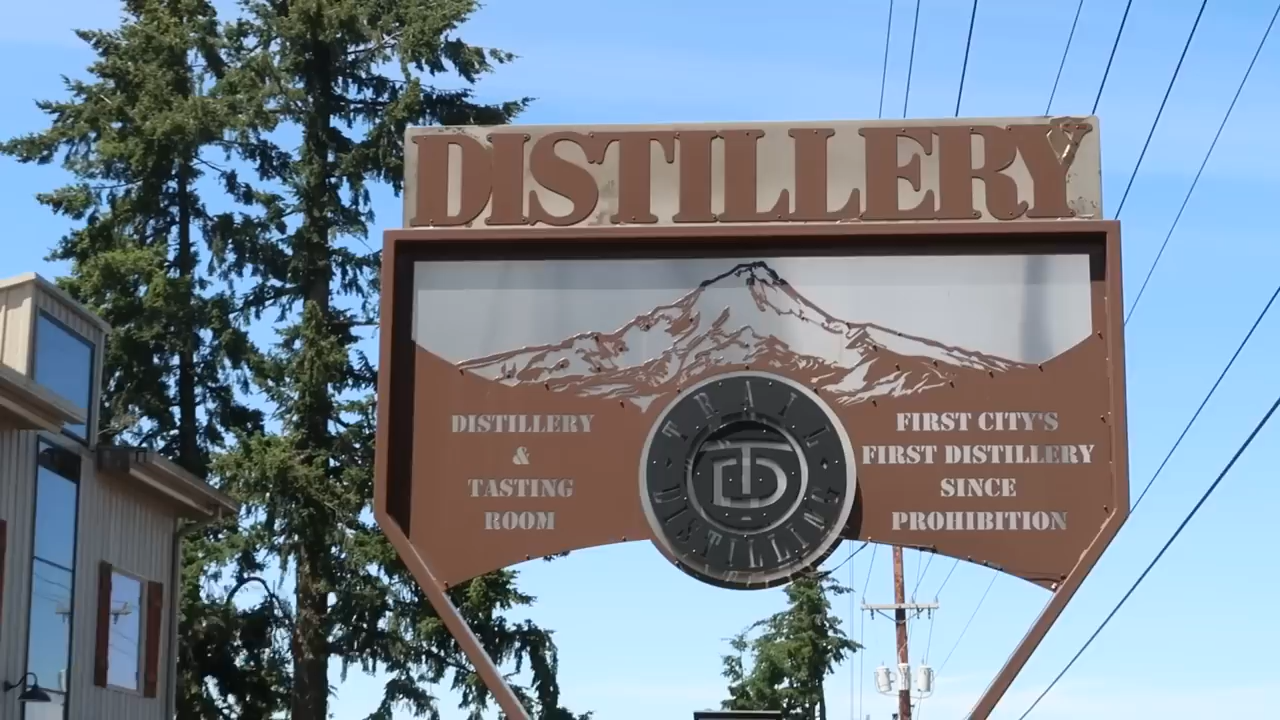 DISTILLERY
DISTILLERY
&
TASTING
ROOM
TRAIL
DISTILLING
TD
FIRST CITY'S
FIRST DISTILLERY
SINCE
PROHIBITION